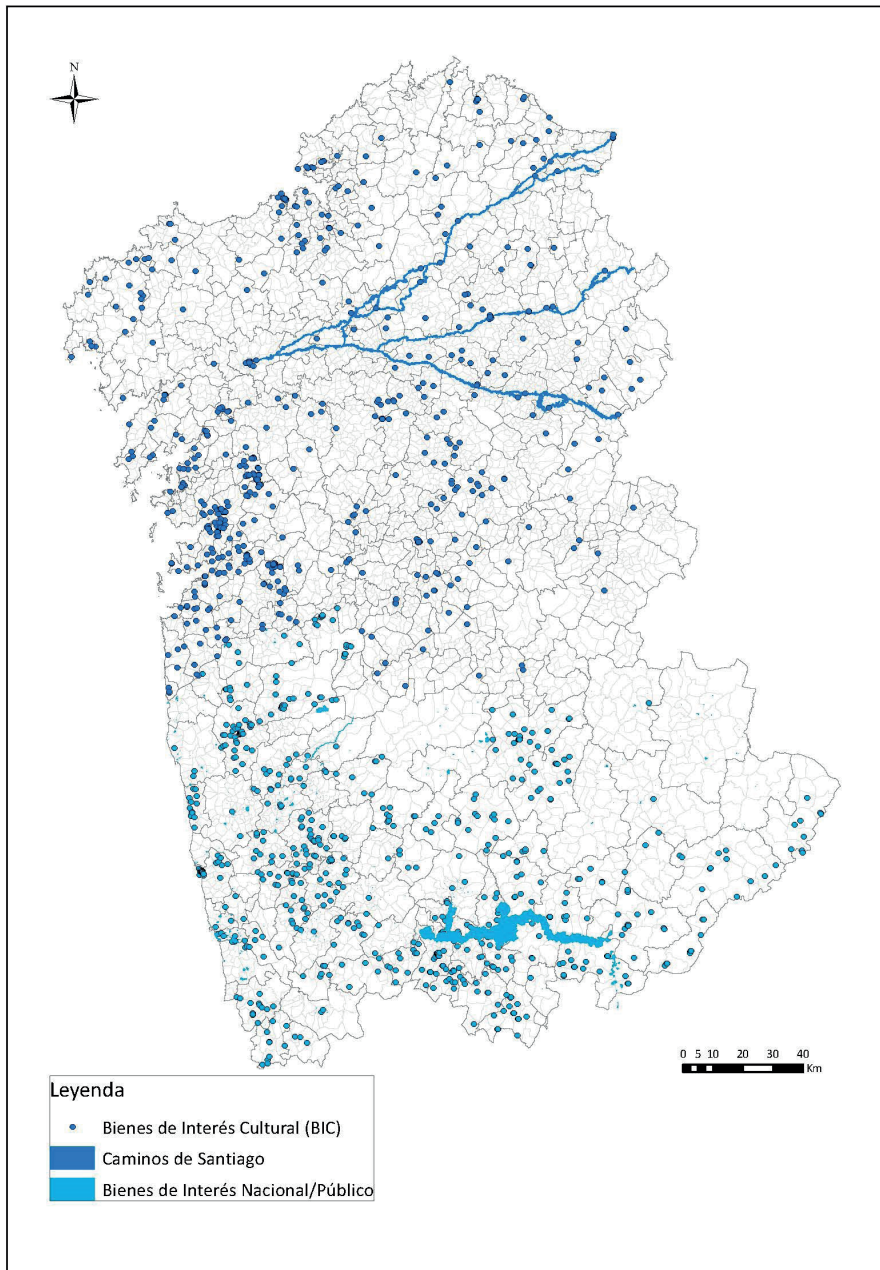 N
0 5 10 20 30 40
Km
Leyenda
Bienes de Interés Cultural (BIC)
Caminos de Santiago
Bienes de Interés Nacional/Público